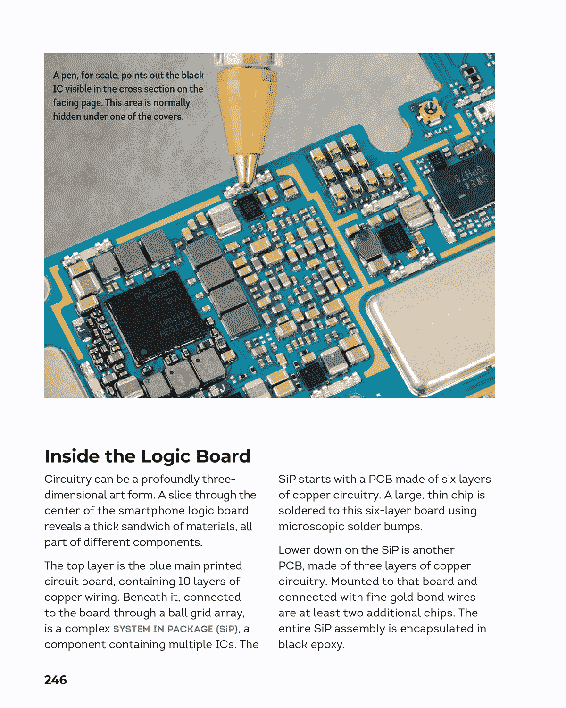 A pen, for scale, points out the black
IC visible in the cross section on the
facing page. This area is normally
hidden under one of the covers.
Inside the Logic Board
Circuitry can be a profoundly three-
dimensional art form. A slice through the
center of the smartphone logic board
reveals a thick sandwich of materials, all
part of different components.
The top layer is the blue main printed
circuit board, containing 10 layers of
copper wiring. Beneath it, connected
to the board through a ball grid array,
is a complex SYSTEM IN PACKAGE (SiP), a
component containing multiple ICs. The
SiP starts with a PCB made of six layers
of copper circuitry. A large, thin chip is
soldered to this six-layer board using
microscopic solder bumps.
Lower down on the SiP is another
PCB, made of three layers of copper
circuitry. Mounted to that board and
connected with fine gold bond wires
are at least two additional chips. The
entire SiP assembly is encapsulated in
black epoxy.
246